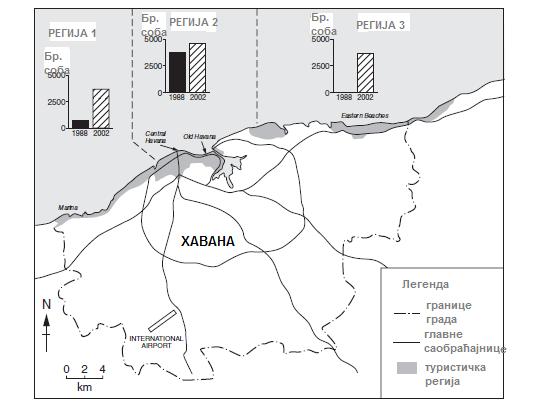 РЕГИЈА 1
Бр.
соба
5000
2500
0
1988 2002
РЕГИЈА 2
Бр.
соба
5000
2500
0
1988 2002
РЕГИЈА 3
Бр.
соба
5000
2500
0
1988 2002
Eastern Beaches
Central
Havana
Old Havana
Marina
ХАВАНА
INTERNATIONAL
AIRPORT
N
0 2 4
km
Легенда
границе
града
главне
саобраћајнице
туристичка
регија